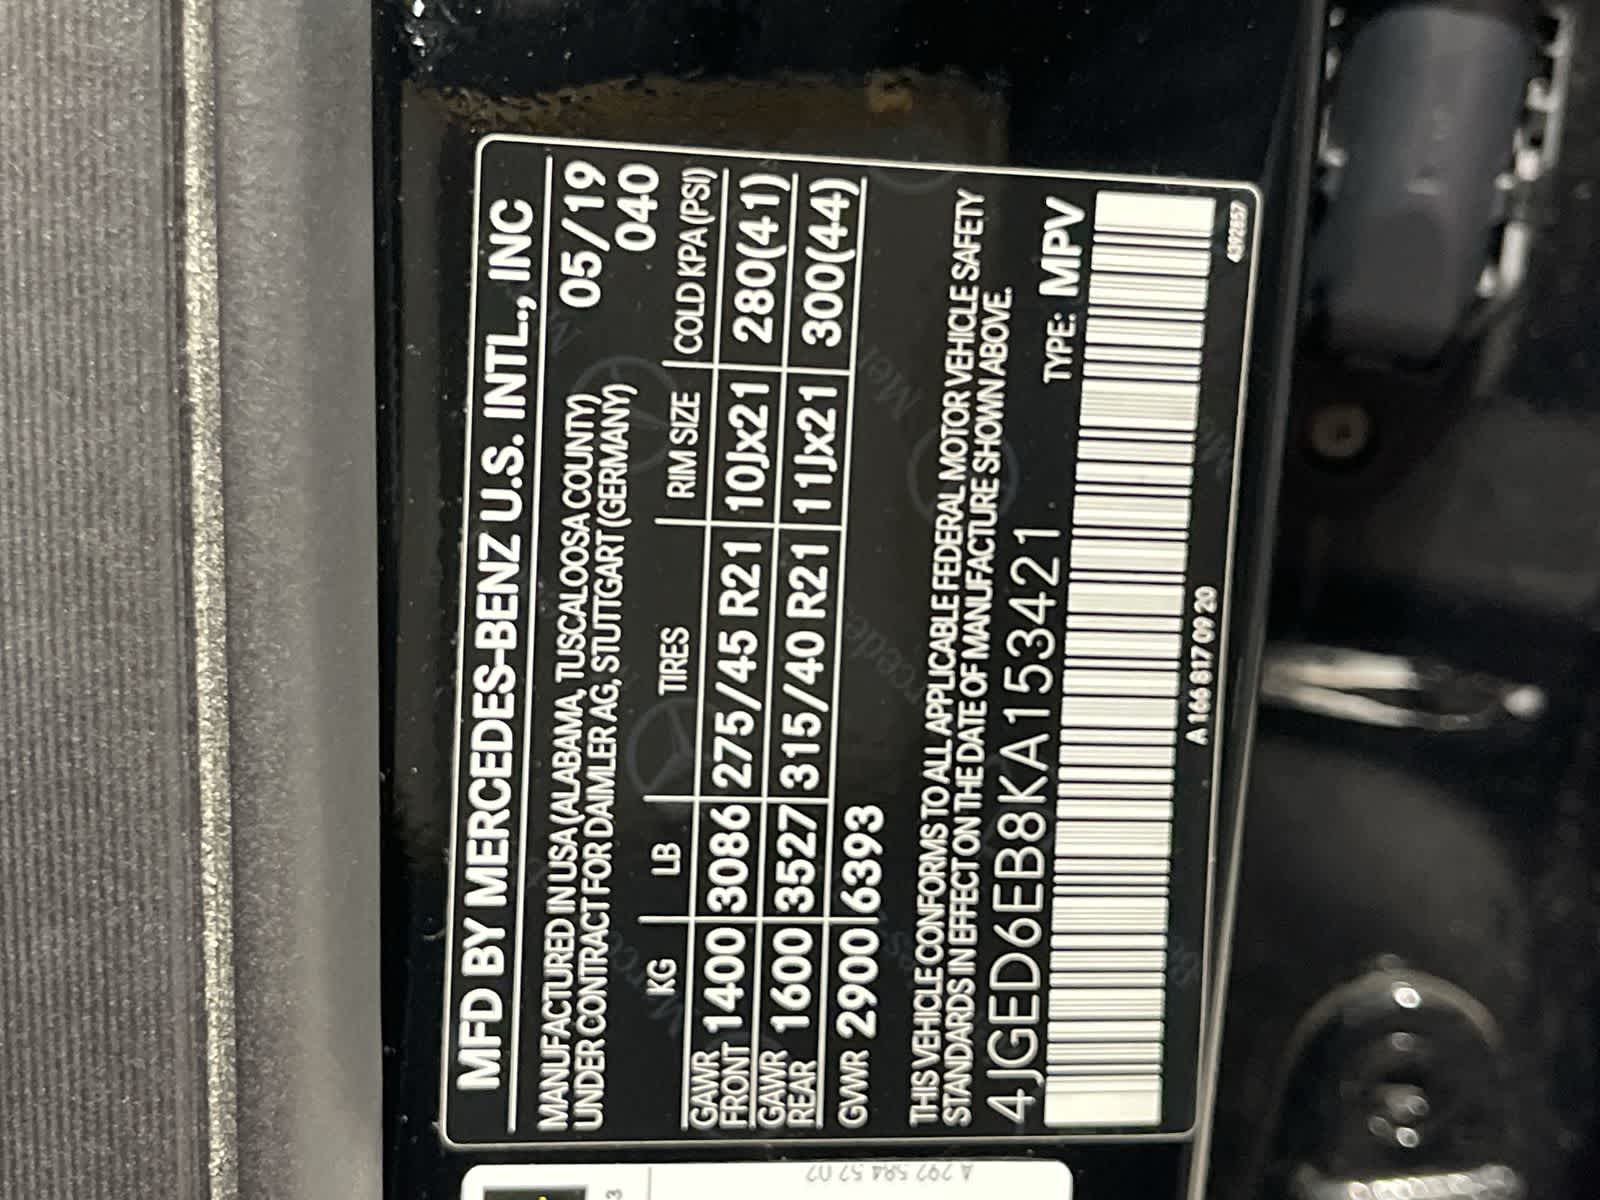 MFD BY MERCEDES-BENZ U.S. INTL., INC
MANUFACTURED IN USA (ALABAMA, TUSCALOOSA COUNTY) 05/19
UNDER CONTRACT FOR DAIMLER AG, STUTTGART (GERMANY) 040
KG LB TIRES RIM SIZE COLD KPA (PSI)
GAWR FRONT 1400 3086 275/45 R21 10Jx21 280(41)
GAWR REAR 1600 3527 315/40 R21 11Jx21 300(44)
GVWR 2900 6393
THIS VEHICLE CONFORMS TO ALL APPLICABLE FEDERAL MOTOR VEHICLE SAFETY
STANDARDS IN EFFECT ON THE DATE OF MANUFACTURE SHOWN ABOVE.
4JGED6EB8KA153421 TYPE: MPV
A 166 817 09 20 4392657
A 292 584 52 02
3